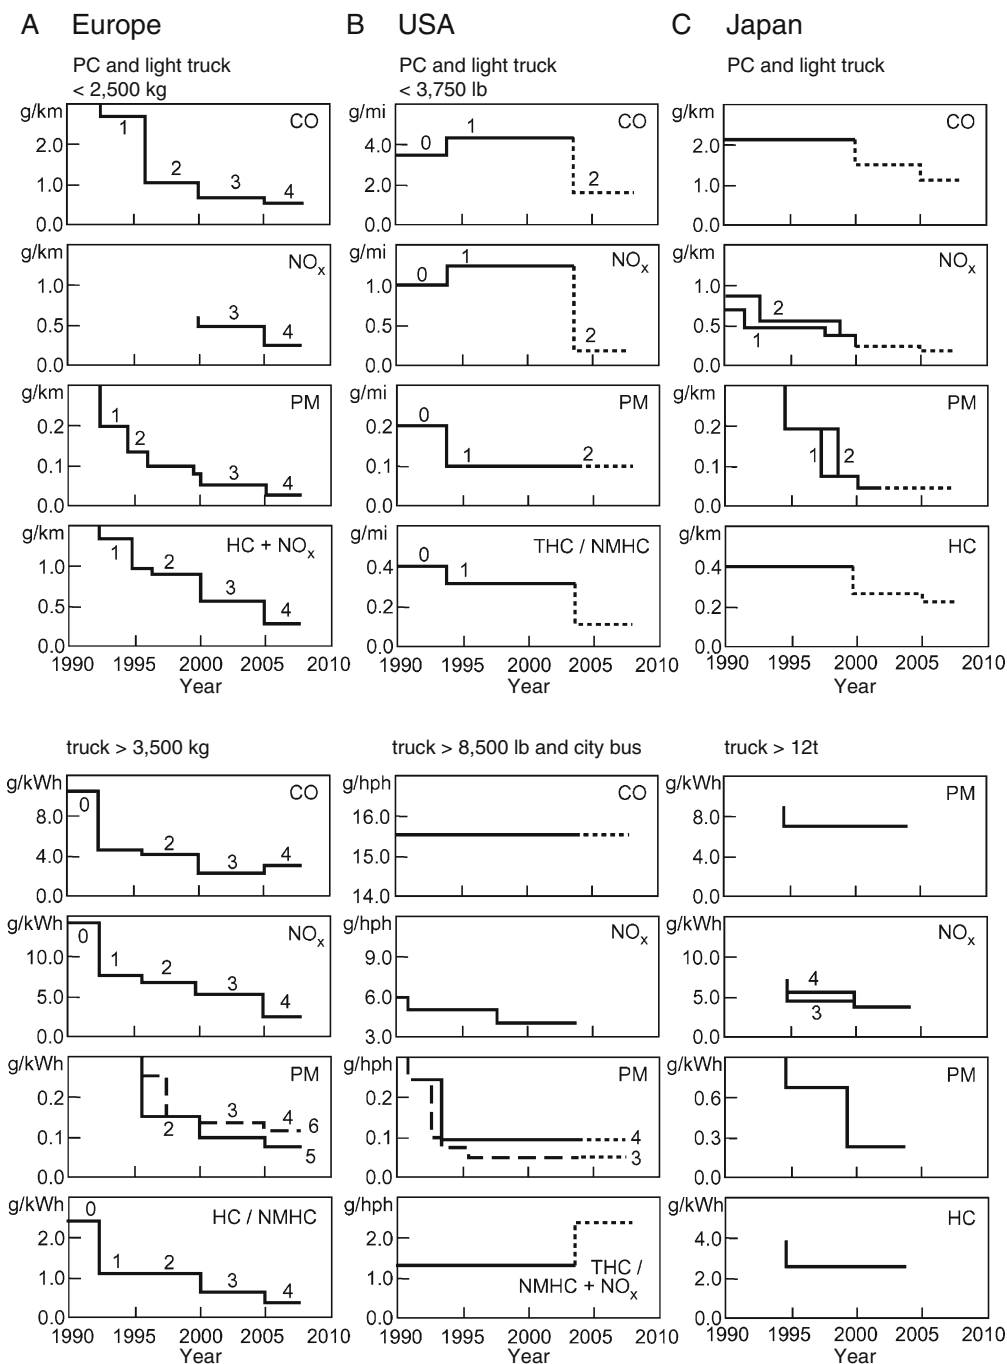 A Europe
B USA
C Japan
PC and light truck
< 2,500 kg
PC and light truck
< 3,750 lb
PC and light truck
g/km
CO
2.0
1.0
0.0
1
2
3
4
g/mi
CO
4.0
2.0
0.0
0
1
2
g/km
CO
2.0
1.0
0.0
g/km
NOx
1.0
0.5
0.0
3
4
g/mi
NOx
1.0
0.5
0.0
0
1
2
g/km
NOx
1.0
0.5
0.0
2
1
g/km
PM
0.2
0.1
0.0
1
2
3
4
g/mi
PM
0.2
0.1
0.0
0
1
2
g/km
PM
0.2
0.1
0.0
1
2
g/km
HC + NOx
1.0
0.5
0.0
1
2
3
4
1990 1995 2000 2005 2010
Year
g/mi
THC / NMHC
0.4
0.2
0.0
0
1
1990 1995 2000 2005 2010
Year
g/km
HC
0.4
0.2
0.0
1990 1995 2000 2005 2010
Year
truck > 3,500 kg
truck > 8,500 lb and city bus
truck > 12t
g/kWh
CO
8.0
4.0
0.0
0
2
3
4
g/hph
CO
16.0
15.0
14.0
g/kWh
PM
8.0
4.0
0.0
g/kWh
NOx
10.0
5.0
0.0
0
1
2
3
4
g/hph
NOx
9.0
6.0
3.0
g/kWh
NOx
10.0
5.0
0.0
4
3
g/kWh
PM
0.2
0.1
0.0
2
3
4
6
5
g/hph
PM
0.2
0.1
0.0
4
3
g/kWh
PM
0.6
0.3
0.0
g/kWh
HC / NMHC
2.0
1.0
0.0
0
1
2
3
4
1990 1995 2000 2005 2010
Year
g/hph
THC /
NMHC + NOx
2.0
1.0
0.0
1990 1995 2000 2005 2010
Year
g/kWh
HC
4.0
2.0
0.0
1990 1995 2000 2005 2010
Year